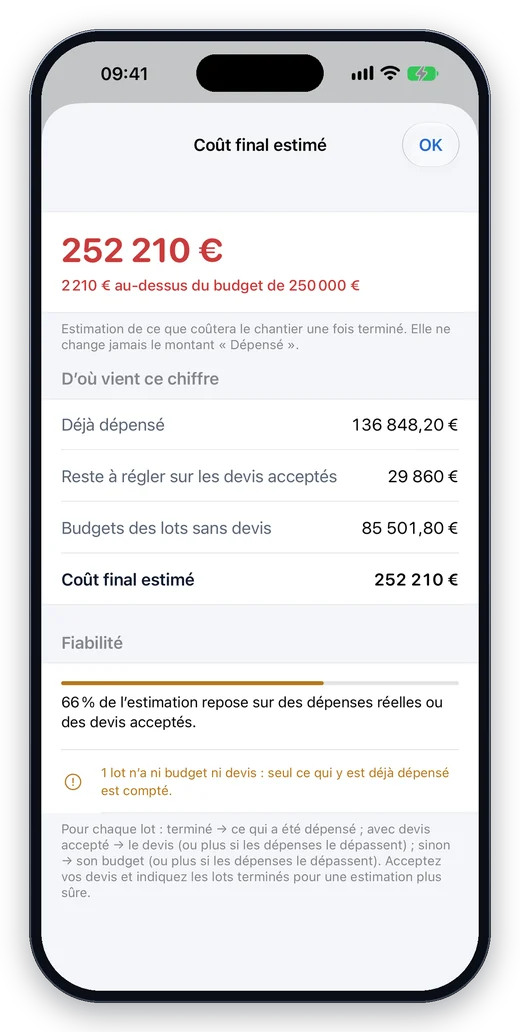 09:41
Coût final estimé
OK
252 210 €
2 210 € au-dessus du budget de 250 000 €
Estimation de ce que coûtera le chantier une fois terminé. Elle ne
change jamais le montant « Dépensé ».
D’où vient ce chiffre
Déjà dépensé 136 848,20 €
Reste à régler sur les devis acceptés 29 860 €
Budgets des lots sans devis 85 501,80 €
Coût final estimé 252 210 €
Fiabilité
66 % de l’estimation repose sur des dépenses réelles ou
des devis acceptés.
1 lot n’a ni budget ni devis : seul ce qui y est déjà dépensé
est compté.
Pour chaque lot : terminé → ce qui a été dépensé ; avec devis
accepté → le devis (ou plus si les dépenses le dépassent) ; sinon
→ son budget (ou plus si les dépenses le dépassent). Acceptez
vos devis et indiquez les lots terminés pour une estimation plus
sûre.